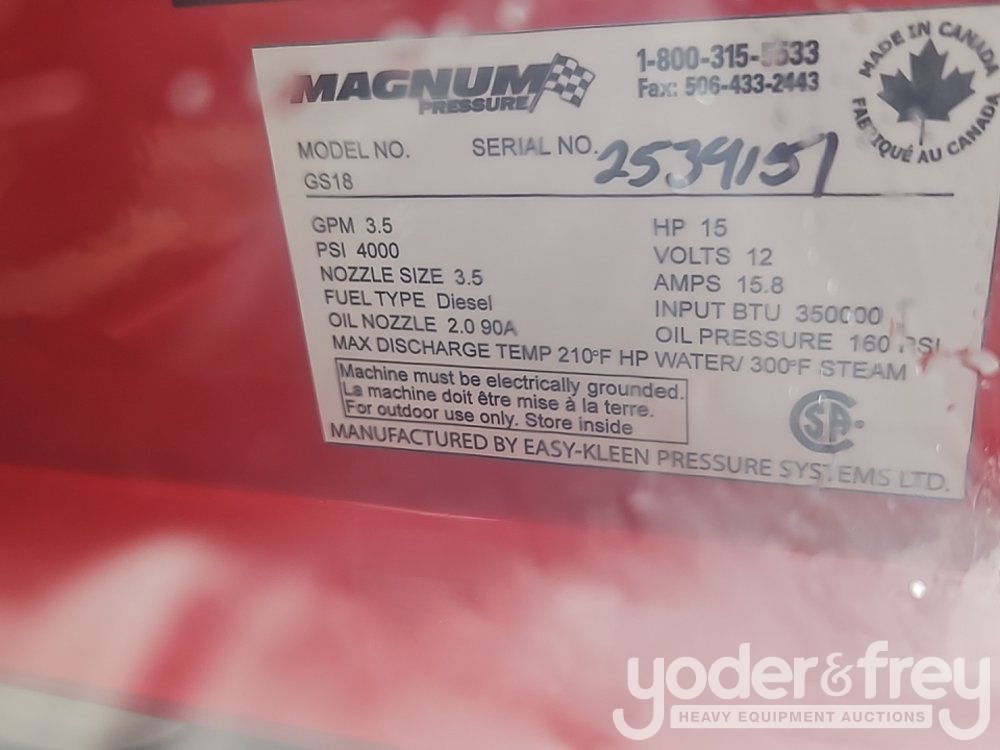 MAGNUM
PRESSURE
1-800-315-5533
Fax: 506-433-2443
MADE IN CANADA
FABRIQUÉ AU CANADA
MODEL NO. SERIAL NO. 2539157
GS18
GPM 3.5 HP 15
PSI 4000 VOLTS 12
NOZZLE SIZE 3.5 AMPS 15.8
FUEL TYPE Diesel INPUT BTU 350000
OIL NOZZLE 2.0 90A OIL PRESSURE 160 PSI
MAX DISCHARGE TEMP 210°F HP WATER/ 300°F STEAM
Machine must be electrically grounded.
La machine doit être mise à la terre.
For outdoor use only. Store inside
MANUFACTURED BY EASY-KLEEN PRESSURE SYSTEMS LTD.
yoder&frey
HEAVY EQUIPMENT AUCTIONS